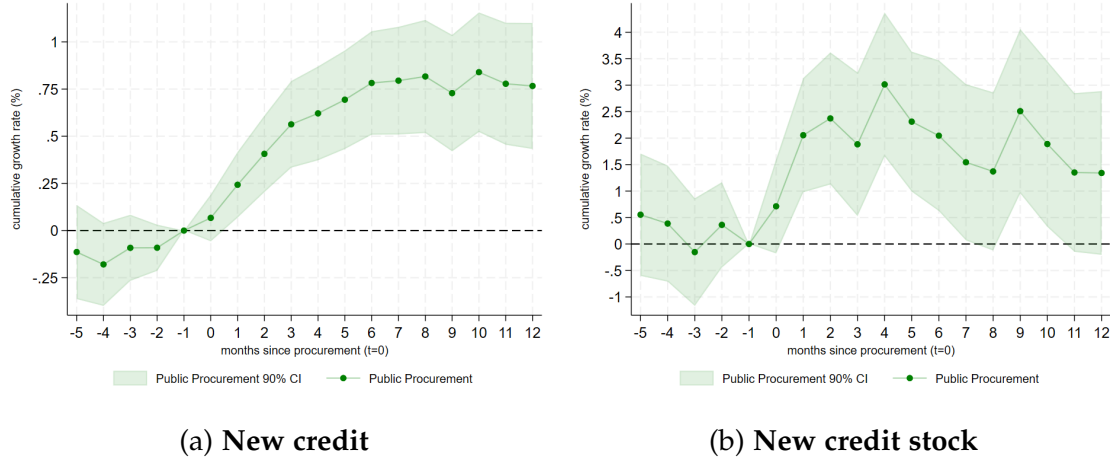 cumulative growth rate (%)
1
.75
.5
.25
0
-.25
-5 -4 -3 -2 -1 0 1 2 3 4 5 6 7 8 9 10 11 12
months since procurement (t=0)
Public Procurement 90% CI Public Procurement
(a) New credit
cumulative growth rate (%)
4
3.5
3
2.5
2
1.5
1
.5
0
-.5
-1
-5 -4 -3 -2 -1 0 1 2 3 4 5 6 7 8 9 10 11 12
months since procurement (t=0)
Public Procurement 90% CI Public Procurement
(b) New credit stock